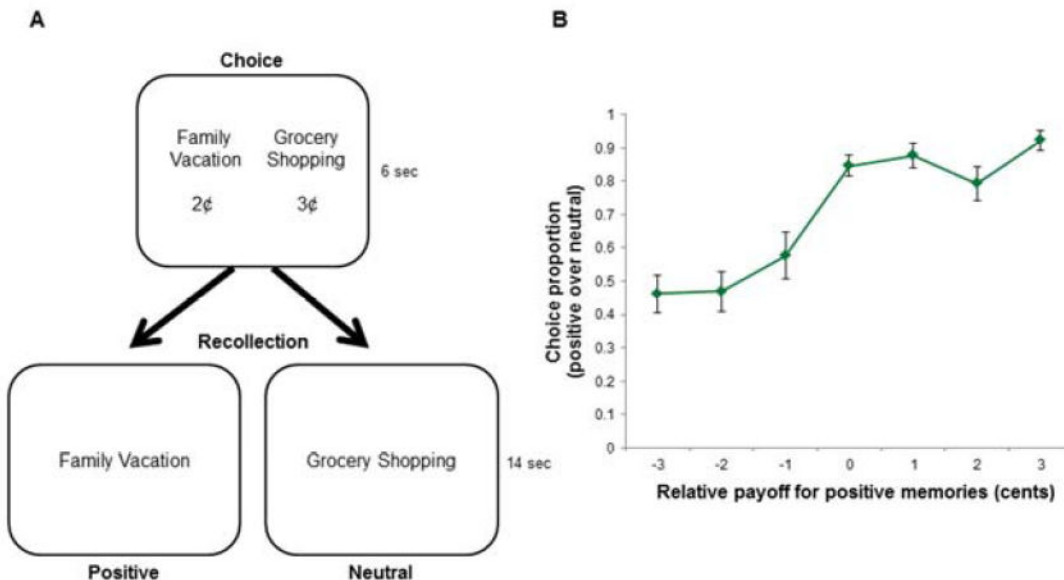 A
Choice
Family Vacation
Grocery Shopping
2¢
3¢
6 sec
Recollection
Family Vacation
Grocery Shopping
14 sec
Positive
Neutral
B
Choice proportion
(positive over neutral)
1
0.9
0.8
0.7
0.6
0.5
0.4
0.3
0.2
0.1
0
-3 -2 -1 0 1 2 3
Relative payoff for positive memories (cents)